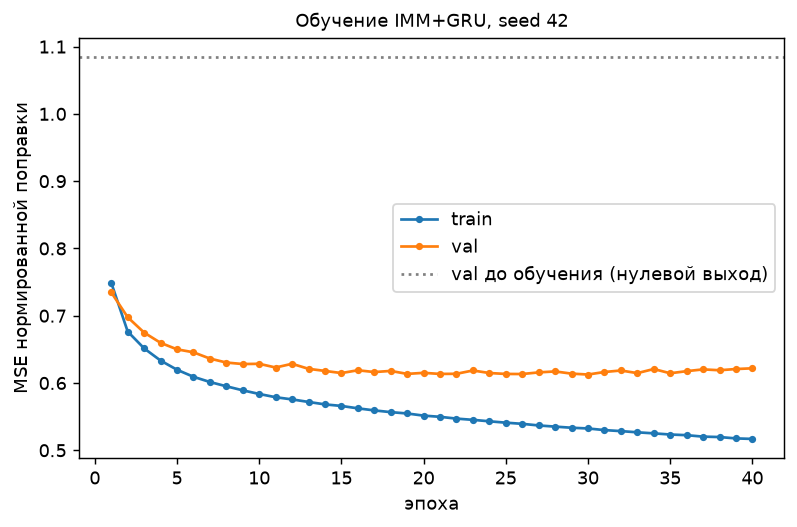 Обучение IMM+GRU, seed 42
MSE нормированной поправки
1.1
1.0
0.9
0.8
0.7
0.6
0.5
train
val
val до обучения (нулевой выход)
0 5 10 15 20 25 30 35 40
эпоха